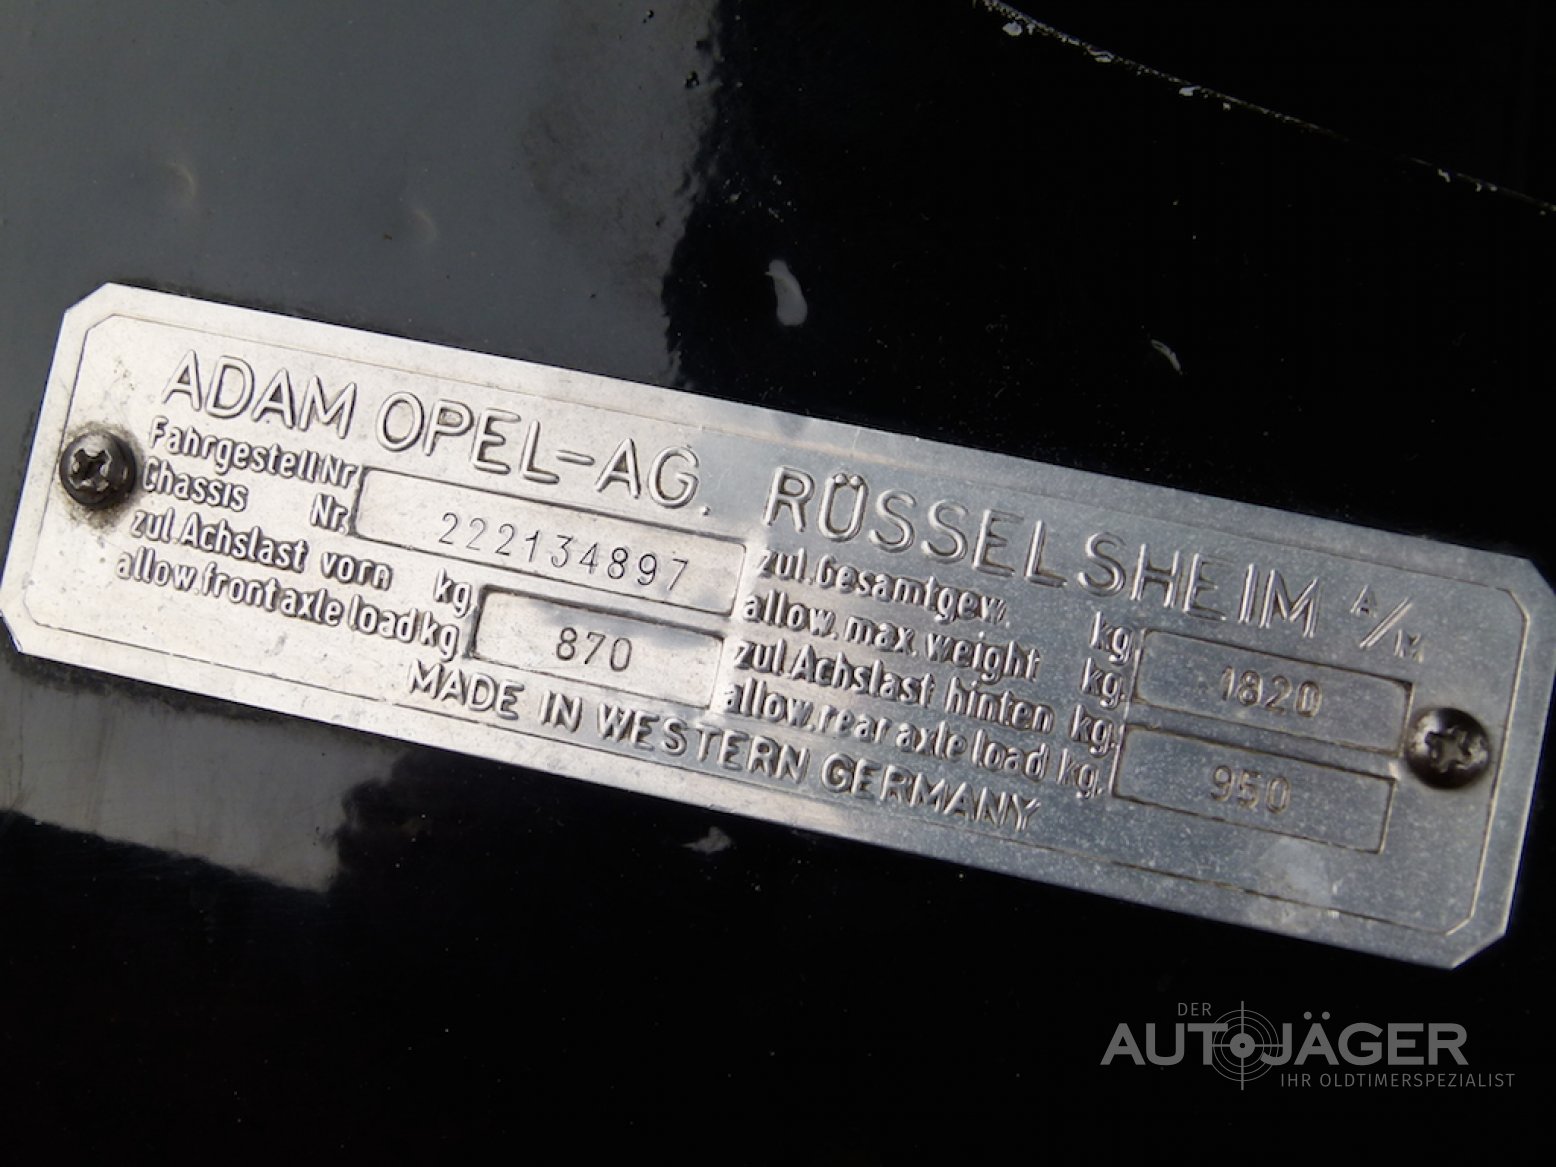 ADAM OPEL-AG. RÜSSELSHEIM A/M
Fahrgestell Nr
Chassis Nr.
222134897
zul Achslast vorn kg
allow. front axle load kg
870
zul. Gesamtgew. kg
allow. max. weight kg.
1820
zul Achslast hinten kg.
allow. rear axle load kg.
950
MADE IN WESTERN GERMANY
DER
AUTOJÄGER
IHR OLDTIMERSPEZIALIST